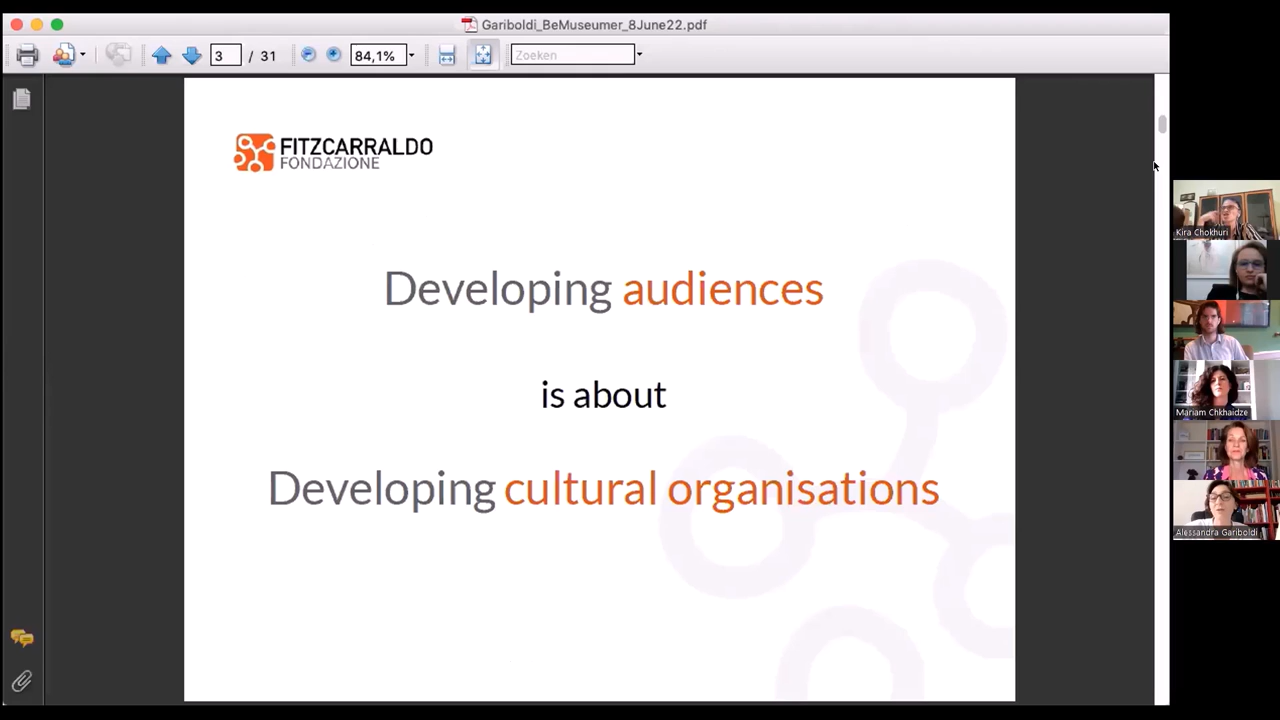 Gariboldi_BeMuseumer_8June22.pdf
3 / 31
84,1%
Zoeken
FITZCARRALDO
FONDAZIONE
Developing audiences
is about
Developing cultural organisations
Kira Chokhuri
Mariam Chkhaidze
Alessandra Gariboldi